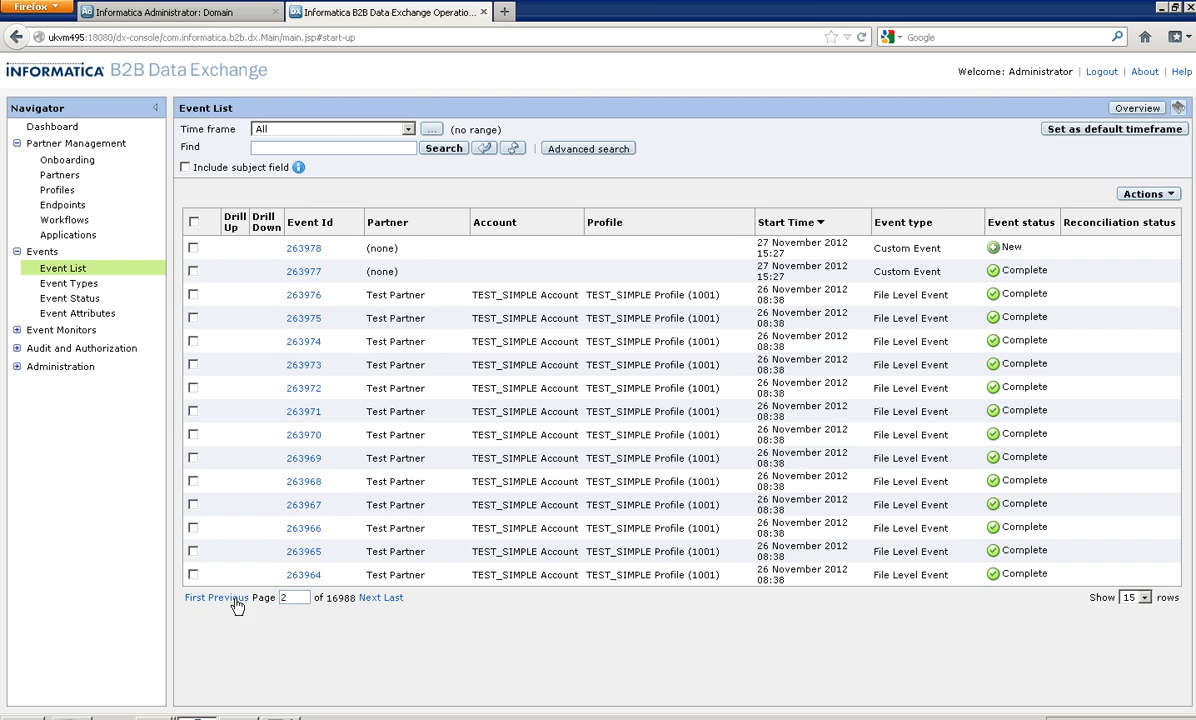 Firefox
Informatica Administrator: Domain
Informatica B2B Data Exchange Operatio...
ukvm495:18080/dx-console/com.informatica.b2b.dx.Main/main.jsp#start-up
Google
INFORMATICA B2B Data Exchange
Welcome: Administrator | Logout | About | Help
Navigator
Dashboard
Partner Management
Onboarding
Partners
Profiles
Endpoints
Workflows
Applications
Events
Event List
Event Types
Event Status
Event Attributes
Event Monitors
Audit and Authorization
Administration
Event List
Overview
Time frame All ... (no range)
Set as default timeframe
Find Search | Advanced search
Include subject field
Actions
Drill Up Drill Down Event Id Partner Account Profile Start Time Event type Event status Reconciliation status
263978 (none) 27 November 2012 15:27 Custom Event New
263977 (none) 27 November 2012 15:27 Custom Event Complete
263976 Test Partner TEST_SIMPLE Account TEST_SIMPLE Profile (1001) 26 November 2012 08:38 File Level Event Complete
263975 Test Partner TEST_SIMPLE Account TEST_SIMPLE Profile (1001) 26 November 2012 08:38 File Level Event Complete
263974 Test Partner TEST_SIMPLE Account TEST_SIMPLE Profile (1001) 26 November 2012 08:38 File Level Event Complete
263973 Test Partner TEST_SIMPLE Account TEST_SIMPLE Profile (1001) 26 November 2012 08:38 File Level Event Complete
263972 Test Partner TEST_SIMPLE Account TEST_SIMPLE Profile (1001) 26 November 2012 08:38 File Level Event Complete
263971 Test Partner TEST_SIMPLE Account TEST_SIMPLE Profile (1001) 26 November 2012 08:38 File Level Event Complete
263970 Test Partner TEST_SIMPLE Account TEST_SIMPLE Profile (1001) 26 November 2012 08:38 File Level Event Complete
263969 Test Partner TEST_SIMPLE Account TEST_SIMPLE Profile (1001) 26 November 2012 08:38 File Level Event Complete
263968 Test Partner TEST_SIMPLE Account TEST_SIMPLE Profile (1001) 26 November 2012 08:38 File Level Event Complete
263967 Test Partner TEST_SIMPLE Account TEST_SIMPLE Profile (1001) 26 November 2012 08:38 File Level Event Complete
263966 Test Partner TEST_SIMPLE Account TEST_SIMPLE Profile (1001) 26 November 2012 08:38 File Level Event Complete
263965 Test Partner TEST_SIMPLE Account TEST_SIMPLE Profile (1001) 26 November 2012 08:38 File Level Event Complete
263964 Test Partner TEST_SIMPLE Account TEST_SIMPLE Profile (1001) 26 November 2012 08:38 File Level Event Complete
First Previous Page 2 of 16988 Next Last
Show 15 rows